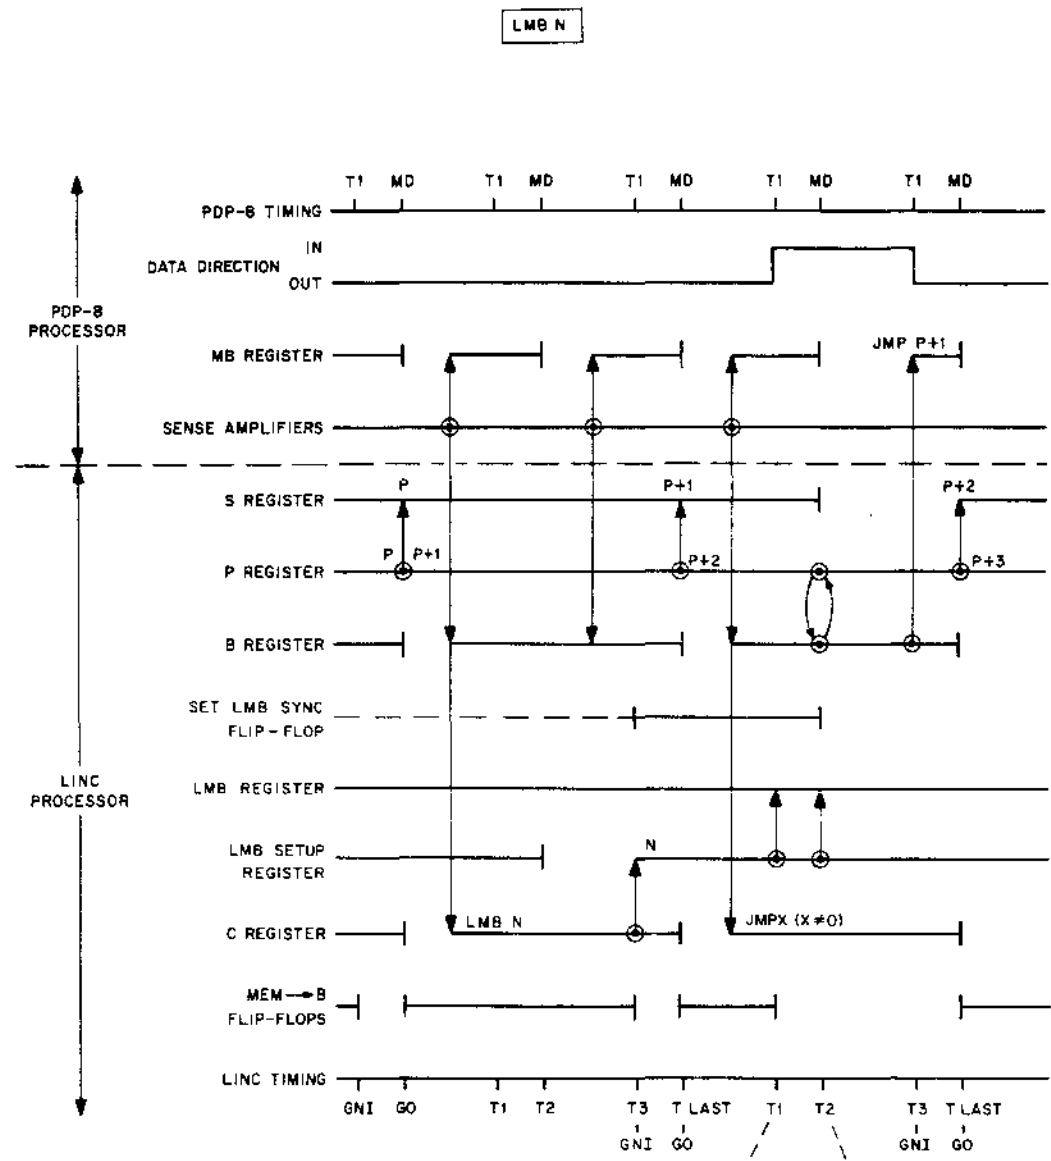 LMB N
T1 MD T1 MD T1 MD T1 MD T1 MD
PDP-8 TIMING
IN
DATA DIRECTION
OUT
PDP-8
PROCESSOR
MB REGISTER
JMP P+1
SENSE AMPLIFIERS
P P+1 P+2
S REGISTER
P P+1 P+2 P+3
P REGISTER
B REGISTER
SET LMB SYNC
FLIP-FLOP
LINC
PROCESSOR
LMB REGISTER
LMB SETUP N
REGISTER
C REGISTER LMB N JMPX (X≠0)
MEM→B
FLIP-FLOPS
LINC TIMING
GNI GO T1 T2 T3 T LAST T1 T2 T3 T LAST
GNI GO GNI GO